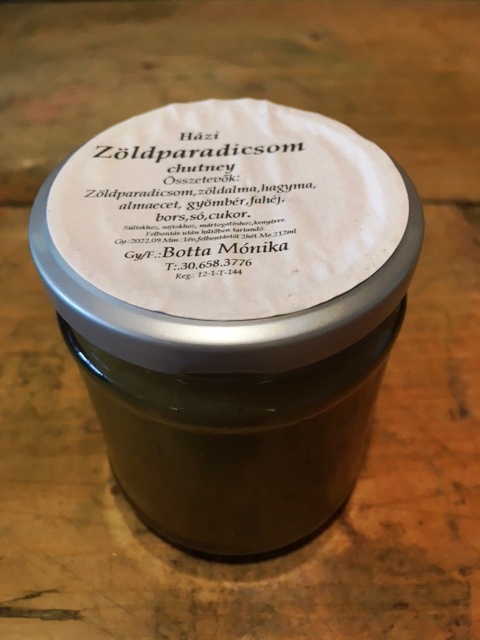 Házi
Zöldparadicsom
chutney
Összetevők:
Zöldparadicsom,zöldalma,hagyma,
almaecet, gyömbér,fahéj,
bors,só,cukor.
Sültekhez, sajtokhoz, mártogatáshoz,kenyérre.
Felbontás után hűtőben tartandó.
Gy:2022.09.Mm.:1év,felbontástól 2hét.Me.212ml
Gy/F.:Botta Mónika
T:.30.658.3776
Reg.: 12-1-T-144